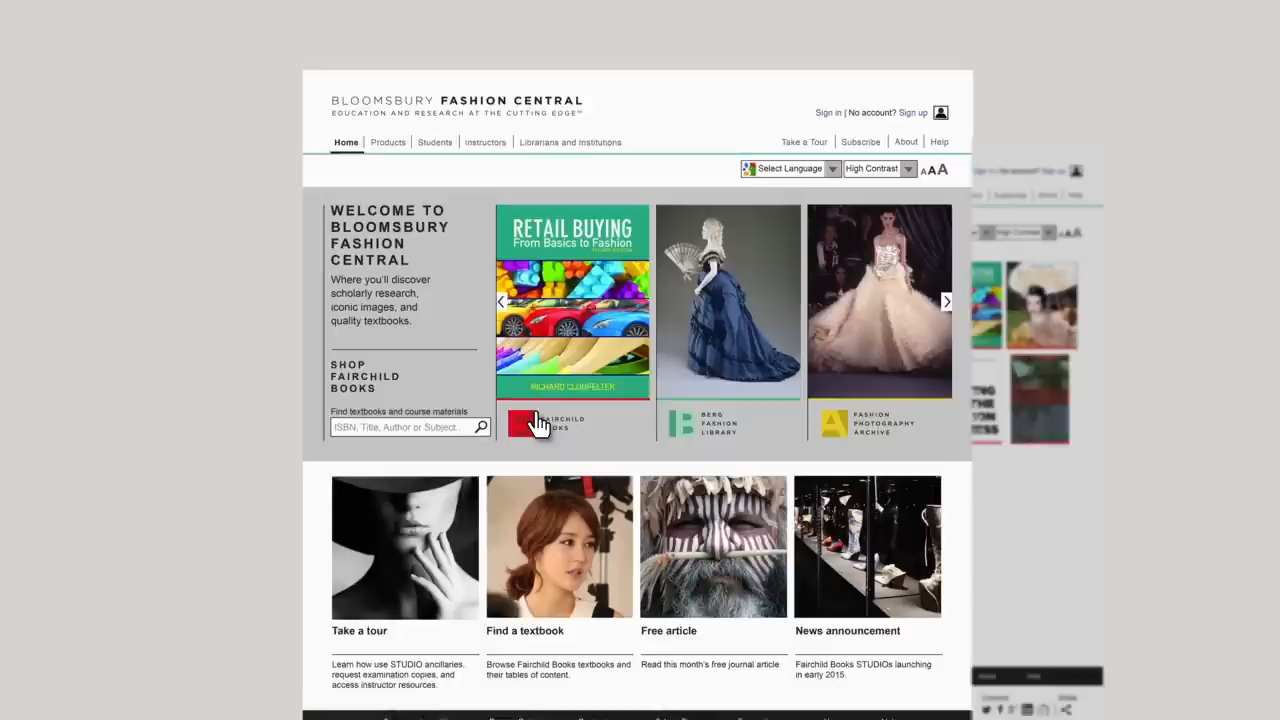 BLOOMSBURY FASHION CENTRAL
EDUCATION AND RESEARCH AT THE CUTTING EDGE
Sign in | No account? Sign up
Home
Products
Students
Instructors
Librarians and Institutions
Take a Tour
Subscribe
About
Help
Select Language
High Contrast
AAA
WELCOME TO
BLOOMSBURY
FASHION
CENTRAL
Where you'll discover
scholarly research,
iconic images, and
quality textbooks.
SHOP
FAIRCHILD
BOOKS
Find textbooks and course materials
ISBN, Title, Author or Subject..
RETAIL BUYING
From Basics to Fashion
RICHARD CLODFELTER
B
BERG
FASHION
LIBRARY
A
FASHION
PHOTOGRAPHY
ARCHIVE
Take a tour
Learn how use STUDIO ancillaries,
request examination copies, and
access instructor resources.
Find a textbook
Browse Fairchild Books textbooks and
their tables of content.
Free article
Read this month's free journal article
News announcement
Fairchild Books STUDIOs launching
in early 2015.